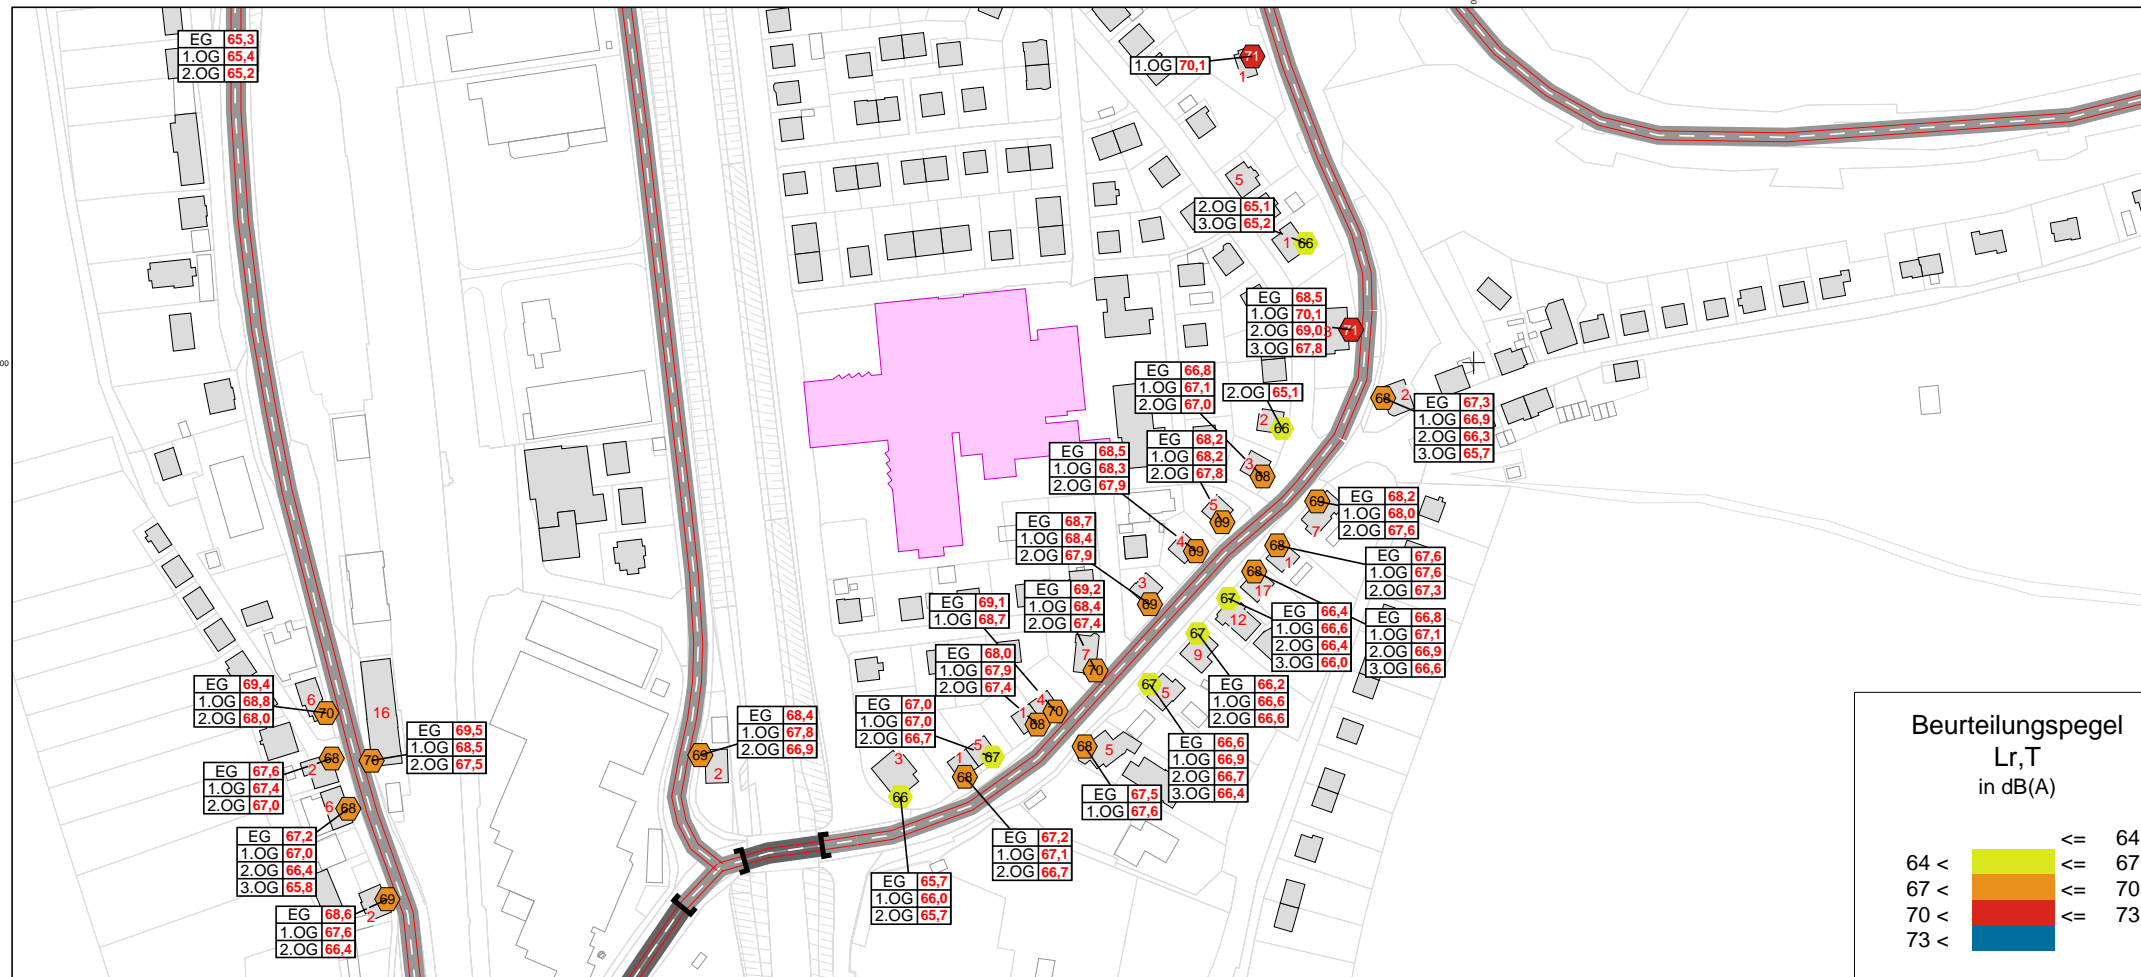 EG 65,3
1.OG 65,4
2.OG 65,2
1.OG 70,1
71
1
5
2.OG 65,1
3.OG 65,2
1
66
EG 68,5
1.OG 70,1
2.OG 69,0
3.OG 67,8
3
71
EG 66,8
1.OG 67,1
2.OG 67,0
2.OG 65,1
2
66
68
2
EG 67,3
1.OG 66,9
2.OG 66,3
3.OG 65,7
EG 68,5
1.OG 68,3
2.OG 67,9
EG 68,2
1.OG 68,2
2.OG 67,8
3
68
5
69
69
7
EG 68,2
1.OG 68,0
2.OG 67,6
EG 68,7
1.OG 68,4
2.OG 67,9
4
69
68
1
EG 67,6
1.OG 67,6
2.OG 67,3
3
69
68
17
EG 69,1
1.OG 68,7
EG 69,2
1.OG 68,4
2.OG 67,4
67
12
EG 66,4
1.OG 66,6
2.OG 66,4
3.OG 66,0
EG 66,8
1.OG 67,1
2.OG 66,9
3.OG 66,6
67
9
EG 68,0
1.OG 67,9
2.OG 67,4
7
70
67
5
EG 66,2
1.OG 66,6
2.OG 66,6
EG 69,4
1.OG 68,8
2.OG 68,0
6
70
16
EG 67,0
1.OG 67,0
2.OG 66,7
4
70
1
68
EG 69,5
1.OG 68,5
2.OG 67,5
EG 68,4
1.OG 67,8
2.OG 66,9
69
2
68
5
EG 66,6
1.OG 66,9
2.OG 66,7
3.OG 66,4
EG 67,6
1.OG 67,4
2.OG 67,0
2
68
70
3
66
5
67
1
68
EG 67,5
1.OG 67,6
6
68
EG 67,2
1.OG 67,0
2.OG 66,4
3.OG 65,8
EG 67,2
1.OG 67,1
2.OG 66,7
EG 65,7
1.OG 66,0
2.OG 65,7
69
2
EG 68,6
1.OG 67,6
2.OG 66,4
Beurteilungspegel
Lr,T
in dB(A)
<= 64
64 < <= 67
67 < <= 70
70 < <= 73
73 <